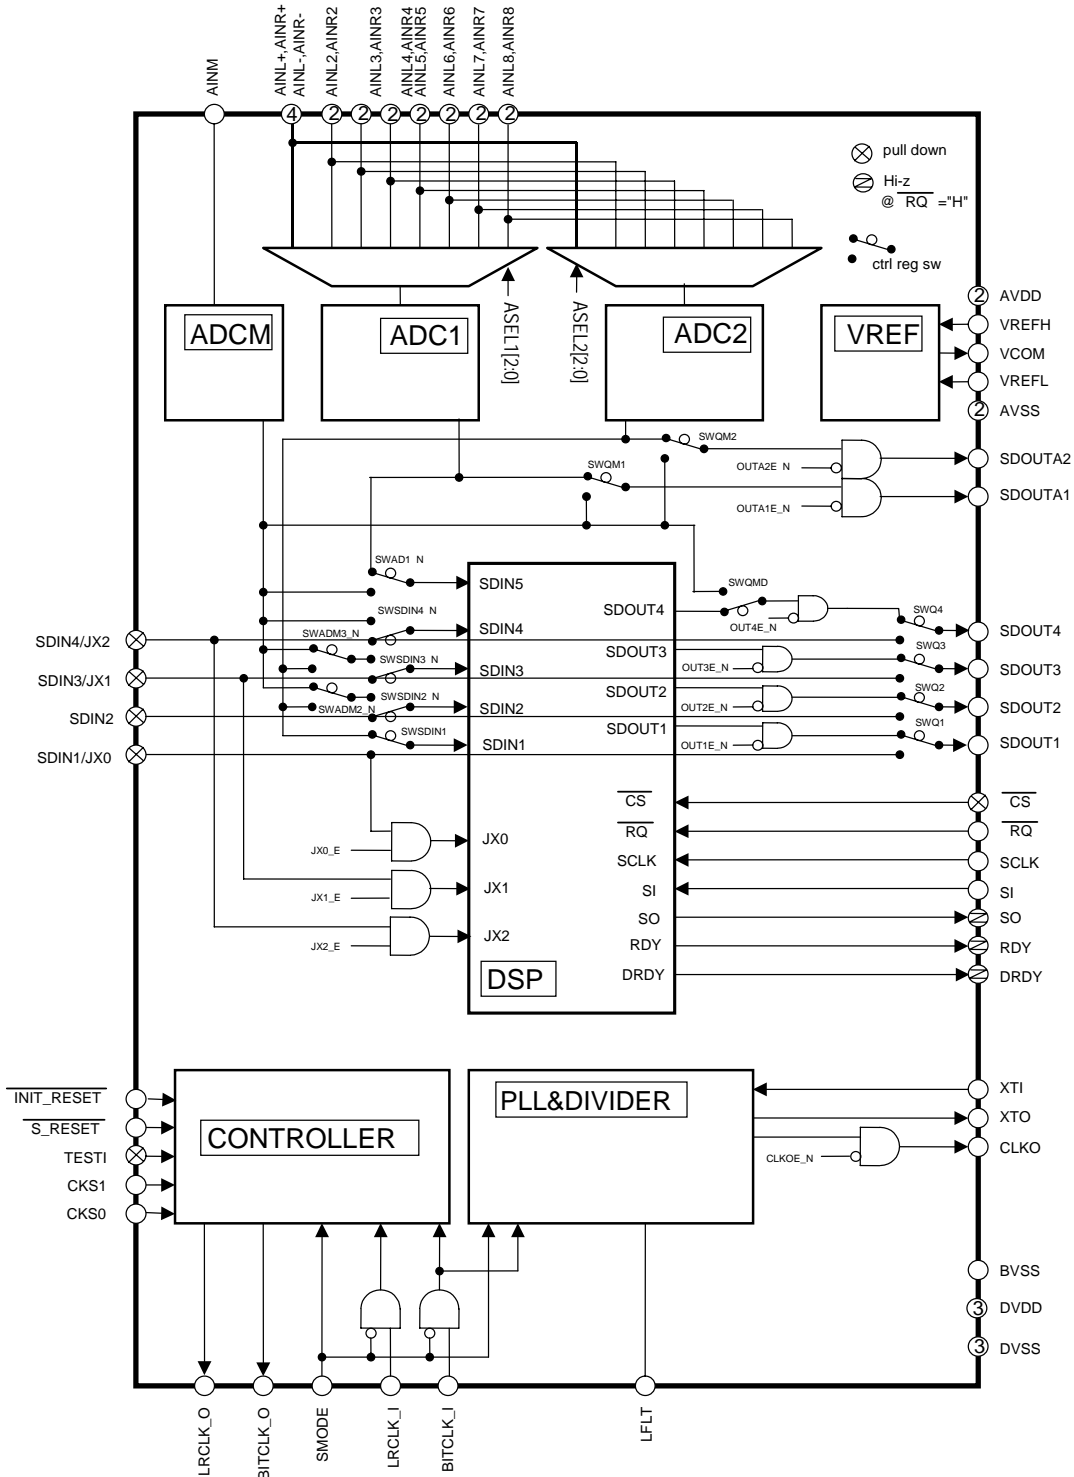 AINM
AINL+,AINR+
AINL-,AINR-
AINL2,AINR2
AINL3,AINR3
AINL4,AINR4
AINL5,AINR5
AINL6,AINR6
AINL7,AINR7
AINL8,AINR8
4 2 2 2 2 2 2 2
pull down
Hi-z
@ RQ ="H"
ctrl reg sw
ADCM
ADC1
ASEL1[2:0]
ASEL2[2:0]
ADC2
VREF
2 AVDD
VREFH
VCOM
VREFL
2 AVSS
SWQM2
OUTA2E_N
SDOUTA2
SWQM1
OUTA1E_N
SDOUTA1
SWAD1_N
SDIN5
SWQMD
SWSDIN4_N
SDOUT4
OUT4E_N
SWQ4
SDOUT4
SDIN4/JX2
SWADM3_N
SDIN4
SDOUT3
SWQ3
SDIN3/JX1
SWSDIN3_N
SDIN3
OUT3E_N
SDOUT3
SWSDIN2_N
SDOUT2
SWQ2
SDIN2
SWADM2_N
SDIN2
OUT2E_N
SDOUT2
SWSDIN1
SDOUT1
SWQ1
SDIN1/JX0
SDIN1
OUT1E_N
SDOUT1
CS
CS
RQ
RQ
JX0_E
JX0
SCLK
SCLK
JX1_E
JX1
SI
SI
SO
SO
JX2_E
JX2
RDY
RDY
DSP
DRDY
DRDY
INIT_RESET
S_RESET
TESTI
CKS1
CKS0
CONTROLLER
PLL&DIVIDER
XTI
XTO
CLKOE_N
CLKO
BVSS
3 DVDD
3 DVSS
LRCLK_O
BITCLK_O
SMODE
LRCLK_I
BITCLK_I
LFLT